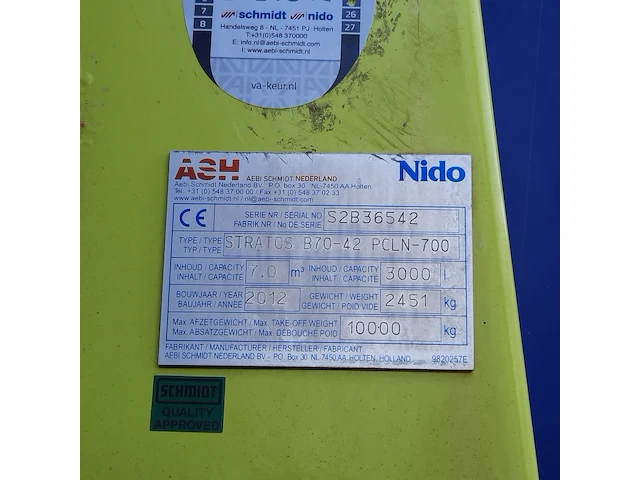 7
8
26
27
schmidt nido
Handelsweg 8 - NL - 7451 PJ Holten
T:+31(0)548 370000
E: info.nl@aebi-schmidt.com
I: www.aebi-schmidt.nl
va-keur.nl
ASH AEBI SCHMIDT NEDERLAND Nido
Aebi Schmidt Nederland BV. P.O. box 30 NL-7450 AA Holten
Tel. +31 (0) 548 37 00 00 / Fax +31 (0) 548 37 02 33
www.aebi-schmidt.nl / nl@aebi-schmidt.com
CE SERIE NR / SERIAL NO S2B36542
FABRIK NR / No DE SERIE
TYPE / TYPE STRATOS B70-42 PCLN-700
TYP / TYPE
INHOUD / CAPACITY 7.0 m³ INHOUD / CAPACITY 3000 l
INHALT / CAPACITY INHALT / CAPACITY
BOUWJAAR / YEAR 2012 GEWICHT / WEIGHT 2451 kg
BAUJAHR / ANNÉE GEWICHT / POID VIDE
Max. AFZETGEWICHT / Max. TAKE-OFF WEIGHT 10000 kg
Max. ABSATZGEWICHT / Max. DÉBOUCHE POID
FABRIKANT / MANUFACTURER / HERSTELLER / FABRICANT
AEBI SCHMIDT NEDERLAND BV - P.O. Box 30 NL-7450 AA HOLTEN, HOLLAND 9820257E
SCHMIDT
QUALITY
APPROVED